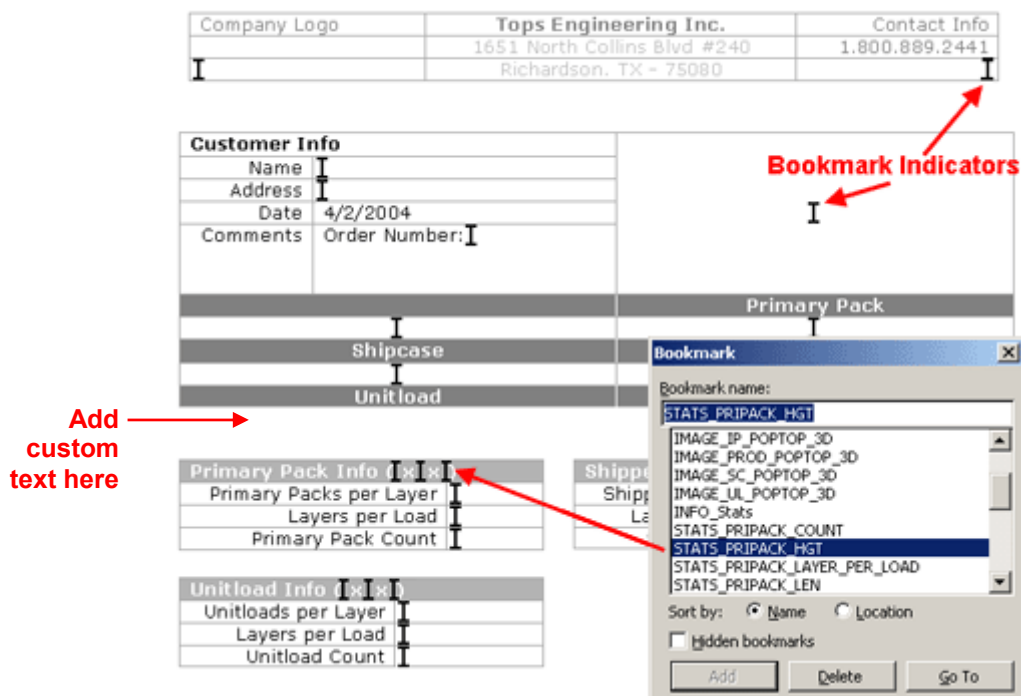 Company Logo Tops Engineering Inc. Contact Info
1651 North Collins Blvd #240 1.800.889.2441
Richardson. TX - 75080
Customer Info
Bookmark Indicators
Name
Address
Date 4/2/2004
Comments Order Number:
Primary Pack
Shipcase
Unitload
Add
custom
text here
Primary Pack Info ( x x )
Primary Packs per Layer
Layers per Load
Primary Pack Count
Unitload Info ( x x )
Unitloads per Layer
Layers per Load
Unitload Count
Shippe
Shipp
La
Bookmark
Bookmark name:
STATS_PRIPACK_HGT
IMAGE_IP_POPTOP_3D
IMAGE_PROD_POPTOP_3D
IMAGE_SC_POPTOP_3D
IMAGE_UL_POPTOP_3D
INFO_Stats
STATS_PRIPACK_COUNT
STATS_PRIPACK_HGT
STATS_PRIPACK_LAYER_PER_LOAD
STATS_PRIPACK_LEN
Sort by: Name Location
Hidden bookmarks
Add Delete Go To